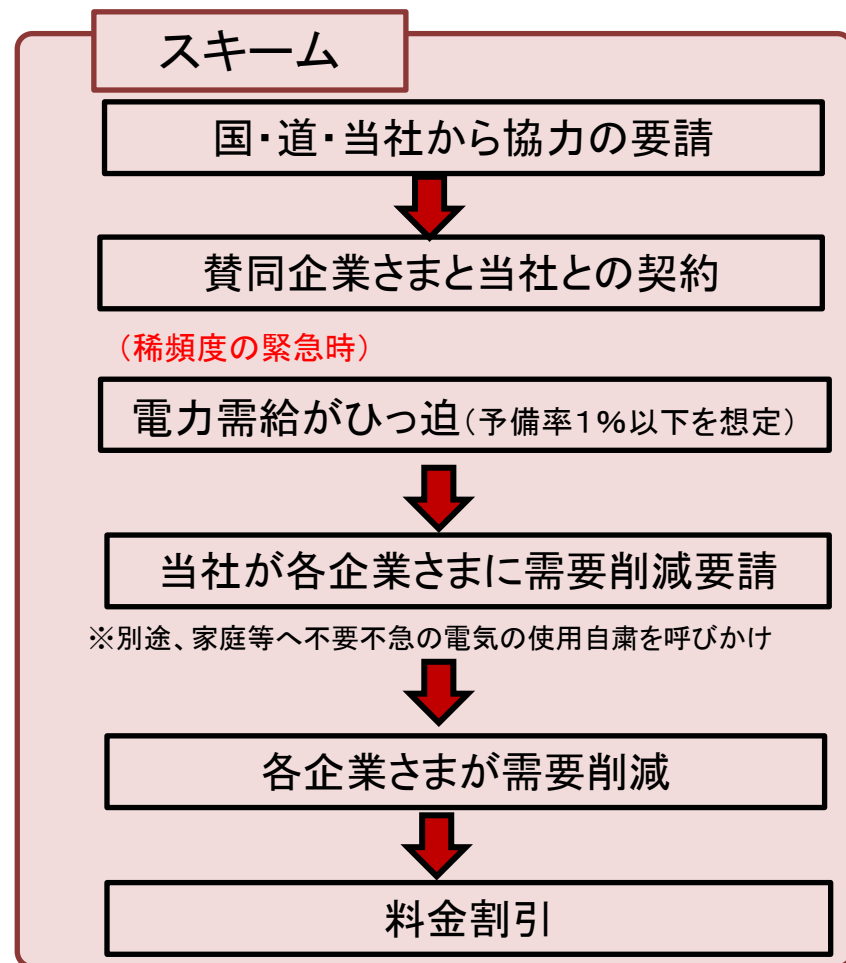 スキーム
国・道・当社から協力の要請
賛同企業さまと当社との契約
（稀頻度の緊急時）
電力需給がひっ迫（予備率１％以下を想定）
当社が各企業さまに需要削減要請
※別途、家庭等へ不要不急の電気の使用自粛を呼びかけ
各企業さまが需要削減
料金割引